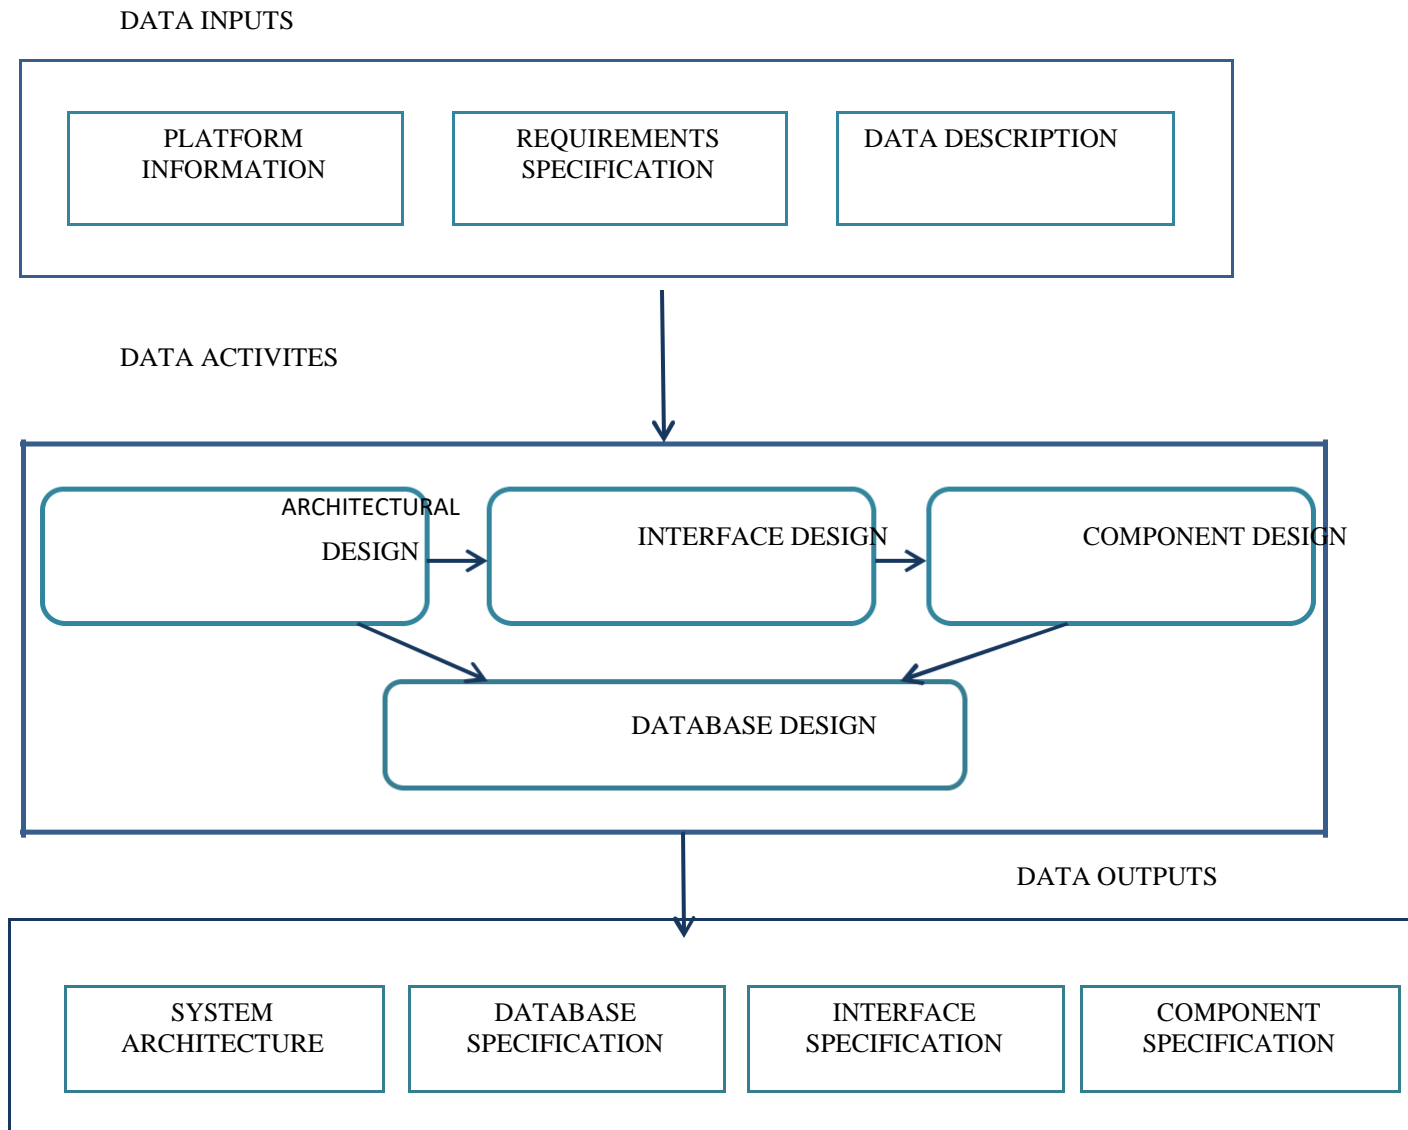 DATA INPUTS
PLATFORM
INFORMATION
REQUIREMENTS
SPECIFICATION
DATA DESCRIPTION
DATA ACTIVITES
ARCHITECTURAL
DESIGN
INTERFACE DESIGN
COMPONENT DESIGN
DATABASE DESIGN
DATA OUTPUTS
SYSTEM
ARCHITECTURE
DATABASE
SPECIFICATION
INTERFACE
SPECIFICATION
COMPONENT
SPECIFICATION